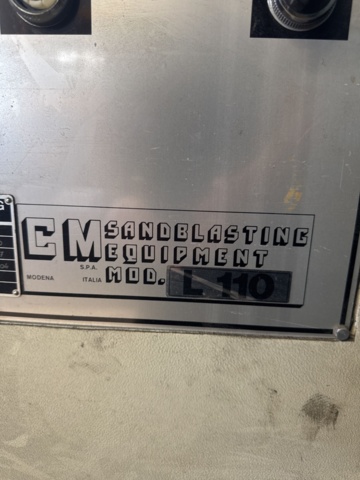 CM SANDBLASTING
EQUIPMENT
S.P.A.
MODENA ITALIA MOD. L 110